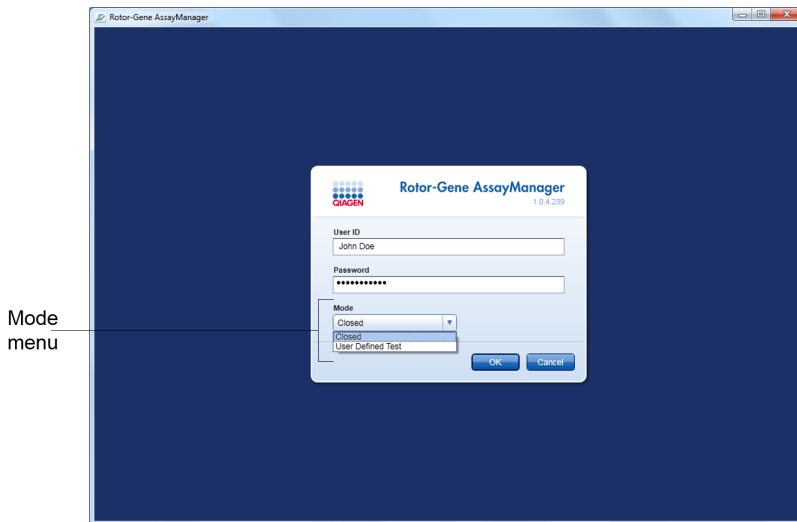 Rotor-Gene AssayManager
QIAGEN
Rotor-Gene AssayManager
1.0.4.239
User ID
John Doe
Password
•••••••••••
Mode
Closed
Closed
User Defined Test
OK Cancel
Mode
menu